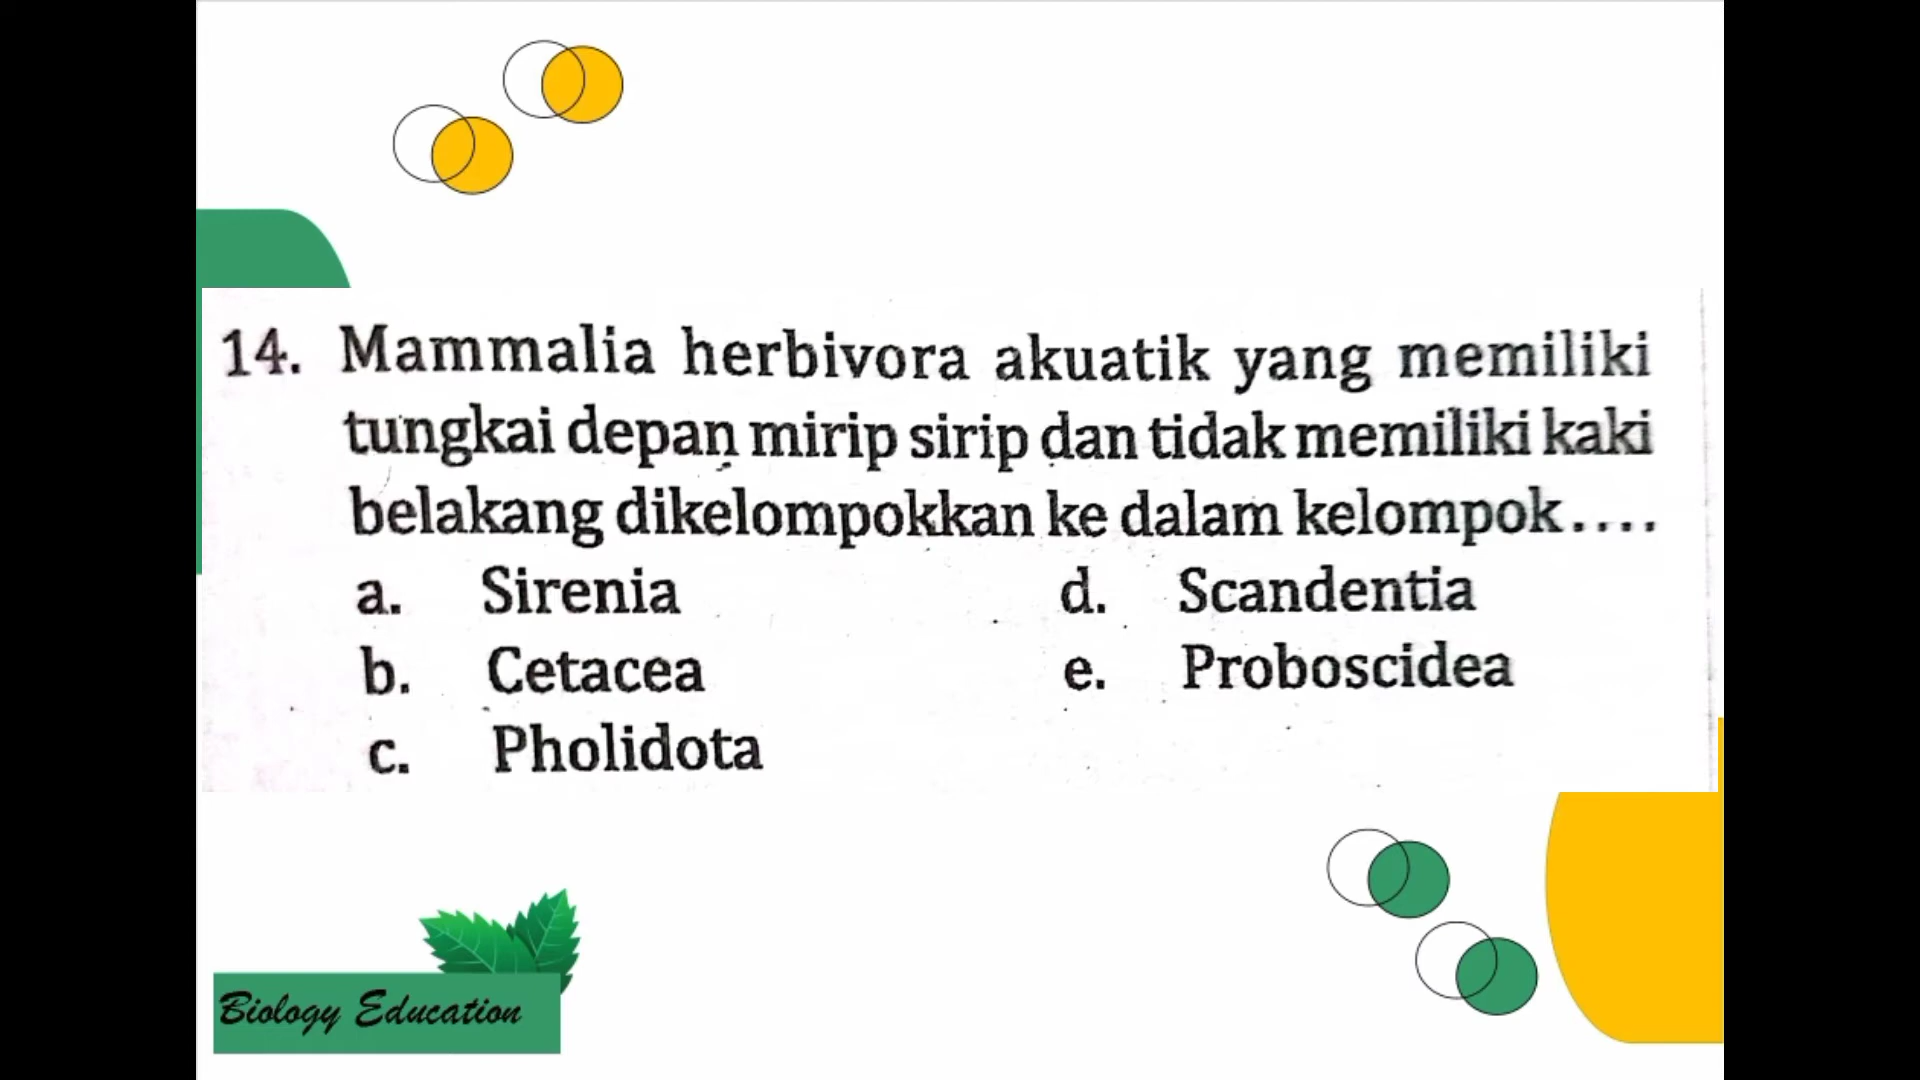 14. Mammalia herbivora akuatik yang memiliki
tungkai depan mirip sirip dan tidak memiliki kaki
belakang dikelompokkan ke dalam kelompok....
a. Sirenia
b. Cetacea
c. Pholidota
d. Scandentia
e. Proboscidea
Biology Education